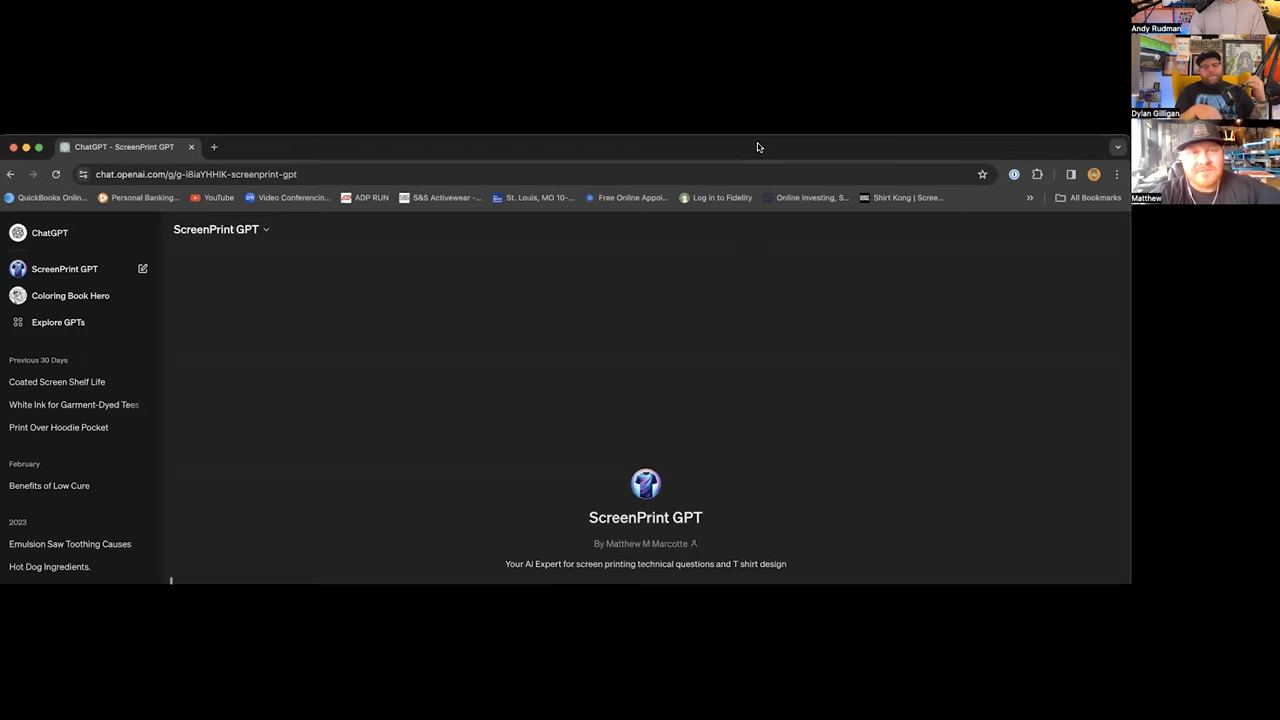 Andy Rudman
Dylan Gilligan
Matthew
ChatGPT - ScreenPrint GPT
chat.openai.com/g/g-i8iaYHHlK-screenprint-gpt
QuickBooks Onlin...
Personal Banking...
YouTube
Video Conferencin...
ADP RUN
S&S Activewear -...
St. Louis, MO 10-...
Free Online Appoi...
Log in to Fidelity
Online Investing, S...
Shirt Kong | Scree...
»
All Bookmarks
ChatGPT
ScreenPrint GPT
Coloring Book Hero
Explore GPTs
Previous 30 Days
Coated Screen Shelf Life
White Ink for Garment-Dyed Tees
Print Over Hoodie Pocket
February
Benefits of Low Cure
2023
Emulsion Saw Toothing Causes
Hot Dog Ingredients.
ScreenPrint GPT
ScreenPrint GPT
By Matthew M Marcotte
Your Ai Expert for screen printing technical questions and T shirt design